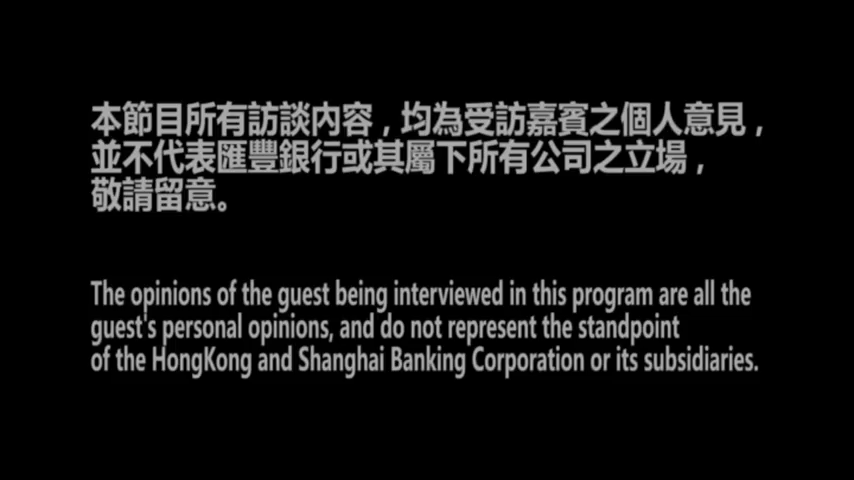 本節目所有訪談內容，均為受訪嘉賓之個人意見，
並不代表匯豐銀行或其屬下所有公司之立場，
敬請留意。
The opinions of the guest being interviewed in this program are all the
guest's personal opinions, and do not represent the standpoint
of the HongKong and Shanghai Banking Corporation or its subsidiaries.